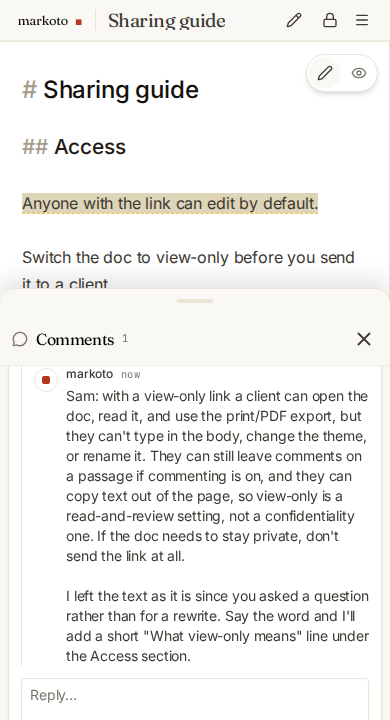 markoto
Sharing guide
# Sharing guide
## Access
Anyone with the link can edit by default.
Switch the doc to view-only before you send
it to a client
Comments 1
markoto now
Sam: with a view-only link a client can open the
doc, read it, and use the print/PDF export, but
they can't type in the body, change the theme,
or rename it. They can still leave comments on
a passage if commenting is on, and they can
copy text out of the page, so view-only is a
read-and-review setting, not a confidentiality
one. If the doc needs to stay private, don't
send the link at all.
I left the text as it is since you asked a question
rather than for a rewrite. Say the word and I'll
add a short "What view-only means" line under
the Access section.
Reply...